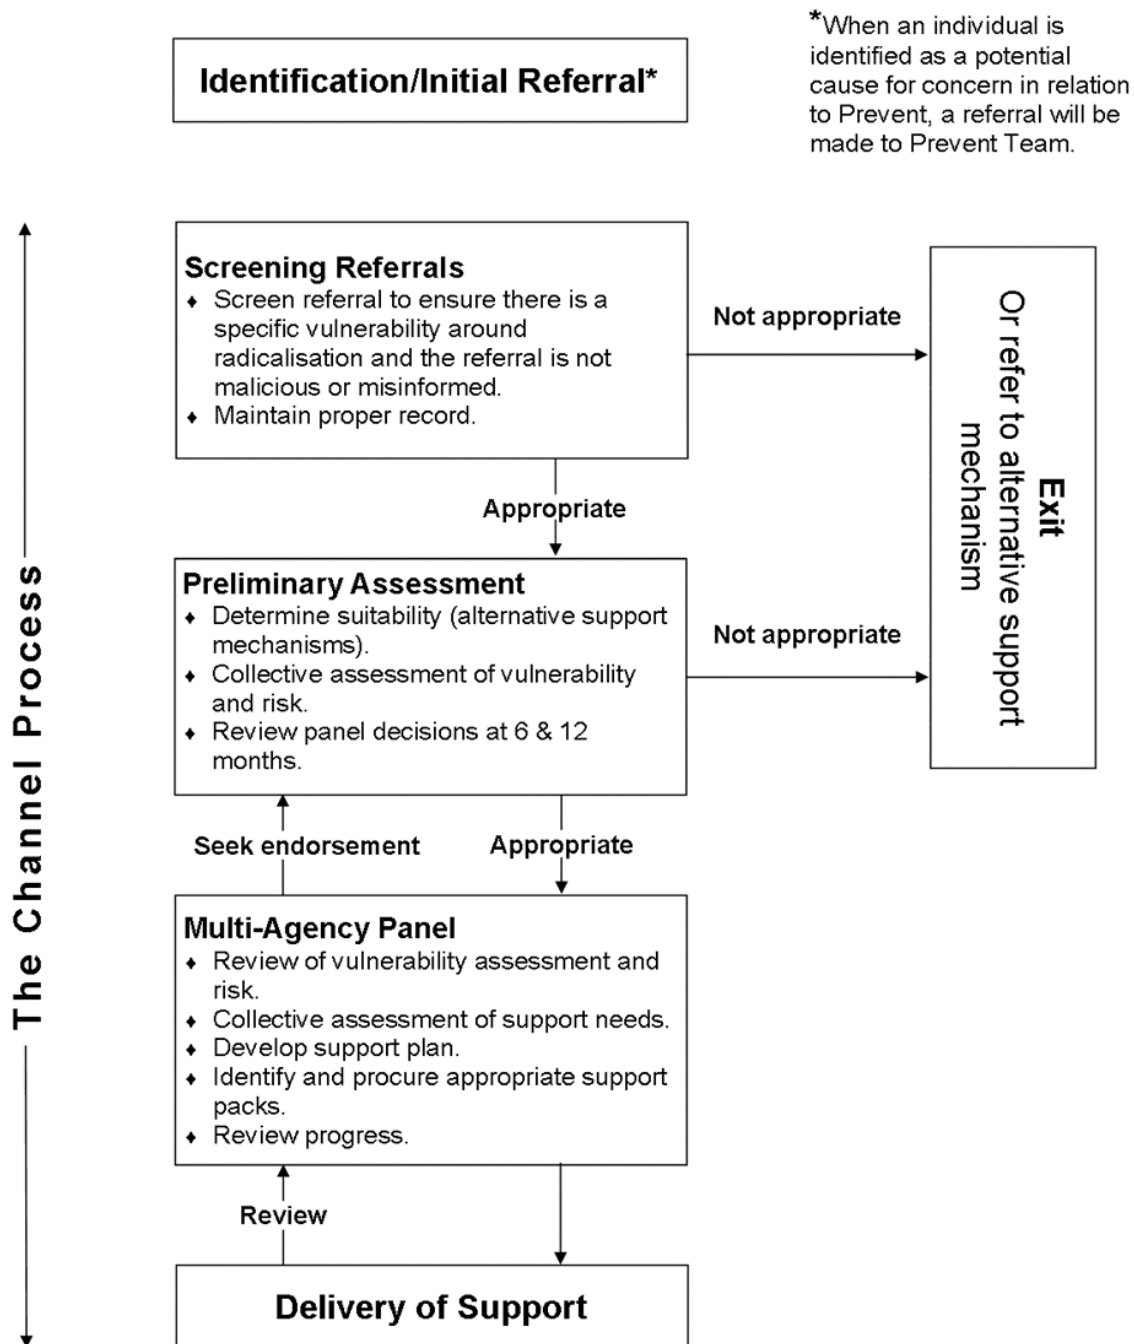 *When an individual is
identified as a potential
cause for concern in relation
to Prevent, a referral will be
made to Prevent Team.
Identification/Initial Referral*
The Channel Process
Screening Referrals
♦ Screen referral to ensure there is a
specific vulnerability around
radicalisation and the referral is not
malicious or misinformed.
♦ Maintain proper record.
Not appropriate
Exit
Or refer to alternative support
mechanism
Appropriate
Preliminary Assessment
♦ Determine suitability (alternative support
mechanisms).
♦ Collective assessment of vulnerability
and risk.
♦ Review panel decisions at 6 & 12
months.
Not appropriate
Seek endorsement
Appropriate
Multi-Agency Panel
♦ Review of vulnerability assessment and
risk.
♦ Collective assessment of support needs.
♦ Develop support plan.
♦ Identify and procure appropriate support
packs.
♦ Review progress.
Review
Delivery of Support